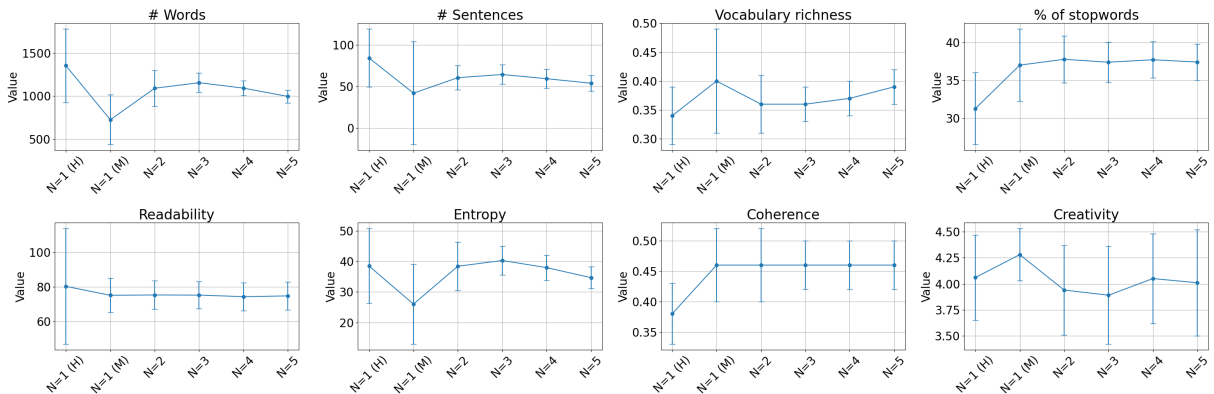 # Words
Value
1500
1000
500
N=1 (H)
N=1 (M)
N=2
N=3
N=4
N=5
# Sentences
Value
100
50
0
N=1 (H)
N=1 (M)
N=2
N=3
N=4
N=5
Vocabulary richness
Value
0.50
0.45
0.40
0.35
0.30
N=1 (H)
N=1 (M)
N=2
N=3
N=4
N=5
% of stopwords
Value
40
35
30
N=1 (H)
N=1 (M)
N=2
N=3
N=4
N=5
Readability
Value
100
80
60
N=1 (H)
N=1 (M)
N=2
N=3
N=4
N=5
Entropy
Value
50
40
30
20
N=1 (H)
N=1 (M)
N=2
N=3
N=4
N=5
Coherence
Value
0.50
0.45
0.40
0.35
N=1 (H)
N=1 (M)
N=2
N=3
N=4
N=5
Creativity
Value
4.50
4.25
4.00
3.75
3.50
N=1 (H)
N=1 (M)
N=2
N=3
N=4
N=5